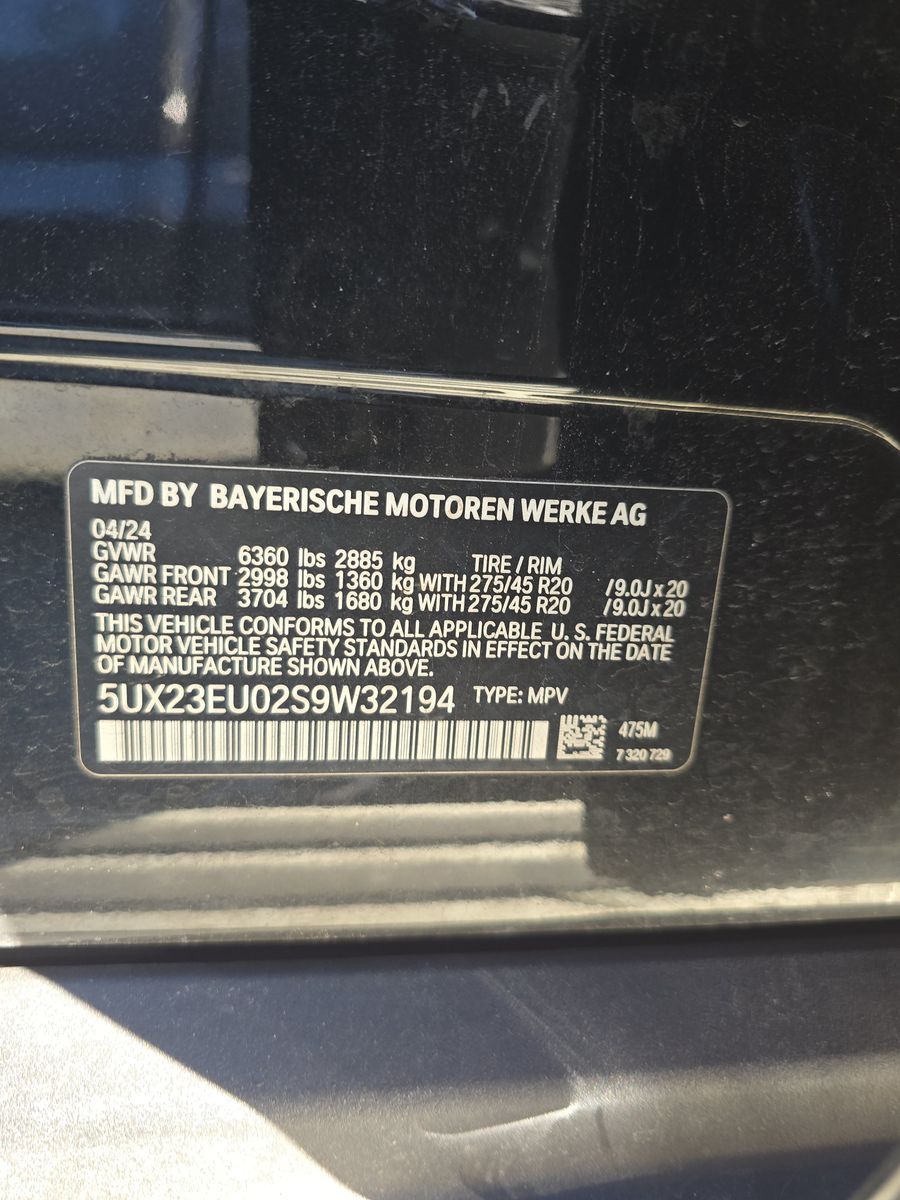 MFD BY BAYERISCHE MOTOREN WERKE AG
04/24
GVWR 6360 lbs 2885 kg TIRE / RIM
GAWR FRONT 2998 lbs 1360 kg WITH 275/45 R20 /9.0J x 20
GAWR REAR 3704 lbs 1680 kg WITH 275/45 R20 /9.0J x 20
THIS VEHICLE CONFORMS TO ALL APPLICABLE U. S. FEDERAL
MOTOR VEHICLE SAFETY STANDARDS IN EFFECT ON THE DATE
OF MANUFACTURE SHOWN ABOVE.
5UX23EU02S9W32194 TYPE: MPV
475M
7 320 729